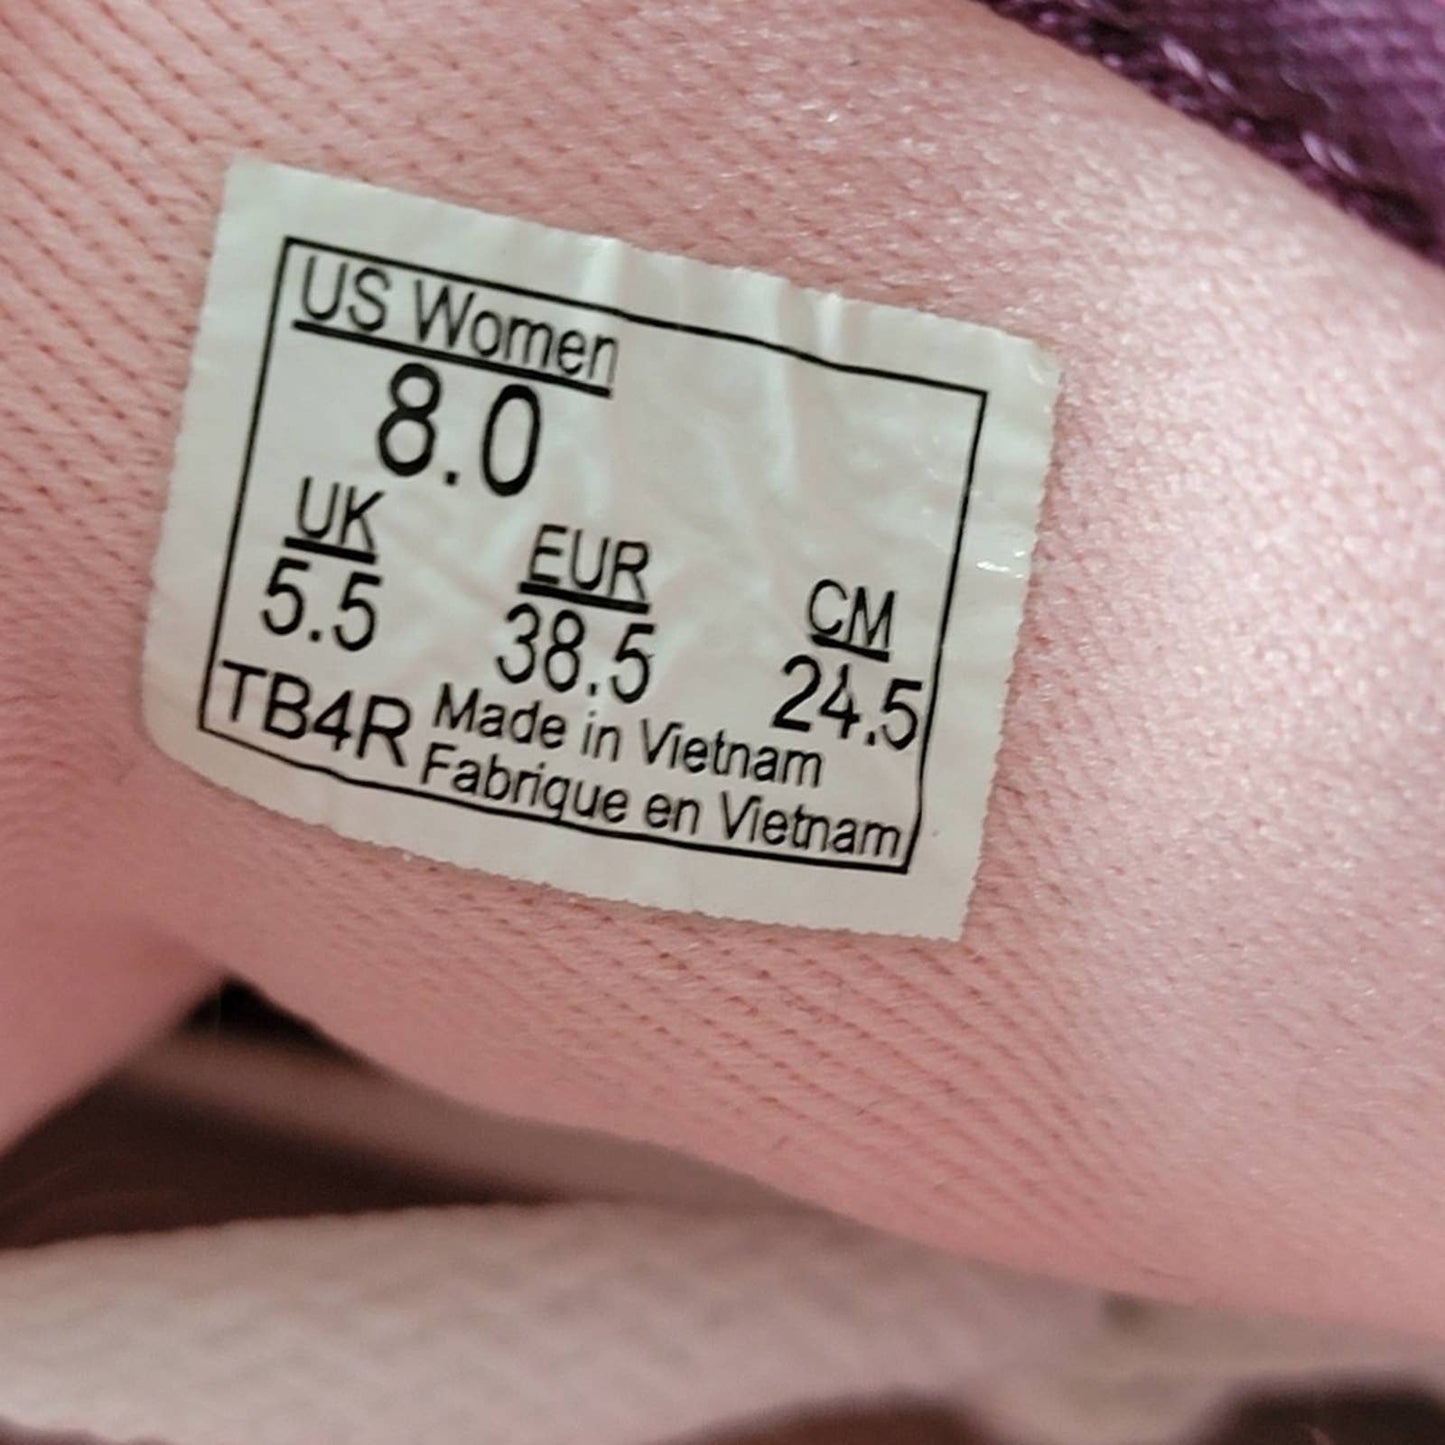 US Women
8.0
UK EUR CM
5.5 38.5 24.5
TB4R Made in Vietnam
Fabrique en Vietnam